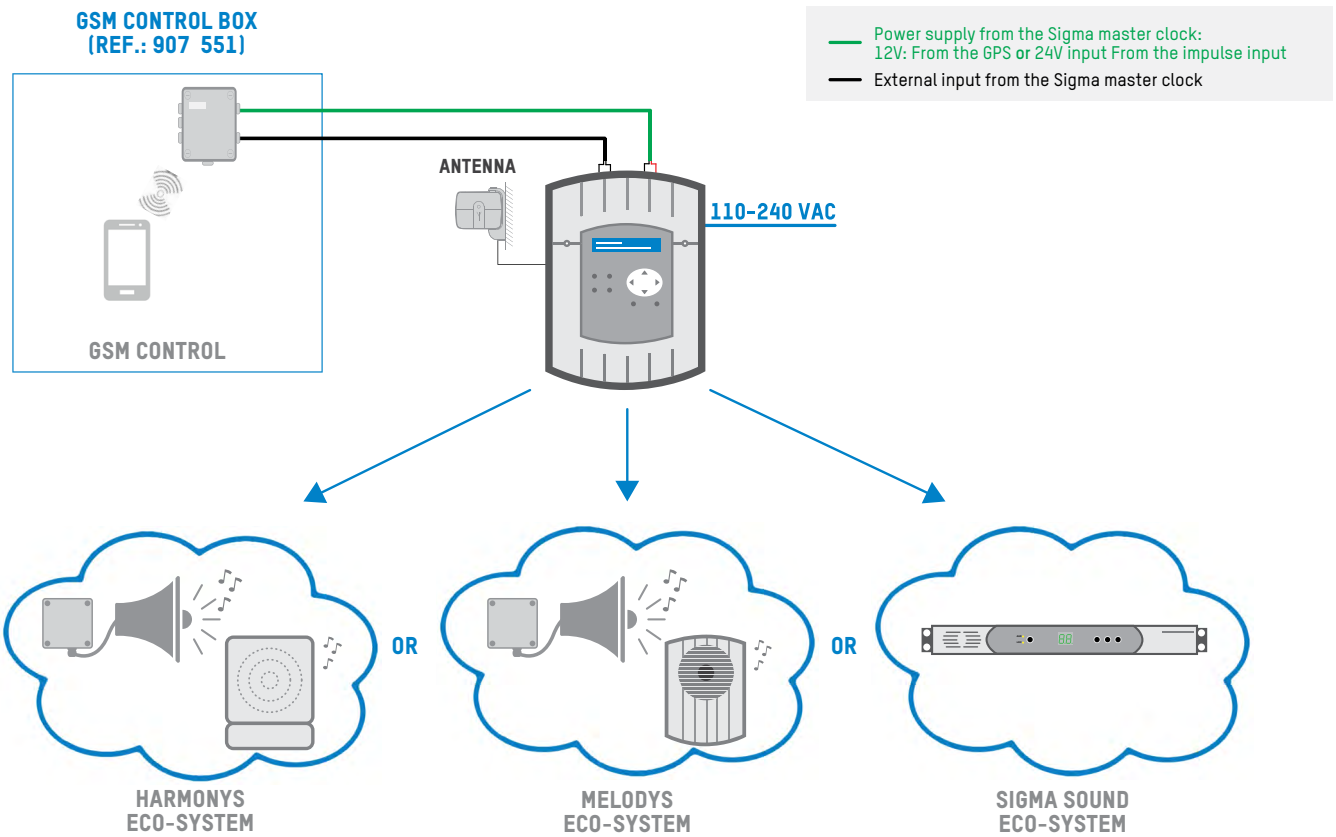 GSM CONTROL BOX
(REF.: 907 551)
Power supply from the Sigma master clock:
12V: From the GPS or 24V input From the impulse input
External input from the Sigma master clock
ANTENNA
110-240 VAC
GSM CONTROL
OR
OR
88
HARMONYS
ECO-SYSTEM
MELODYS
ECO-SYSTEM
SIGMA SOUND
ECO-SYSTEM